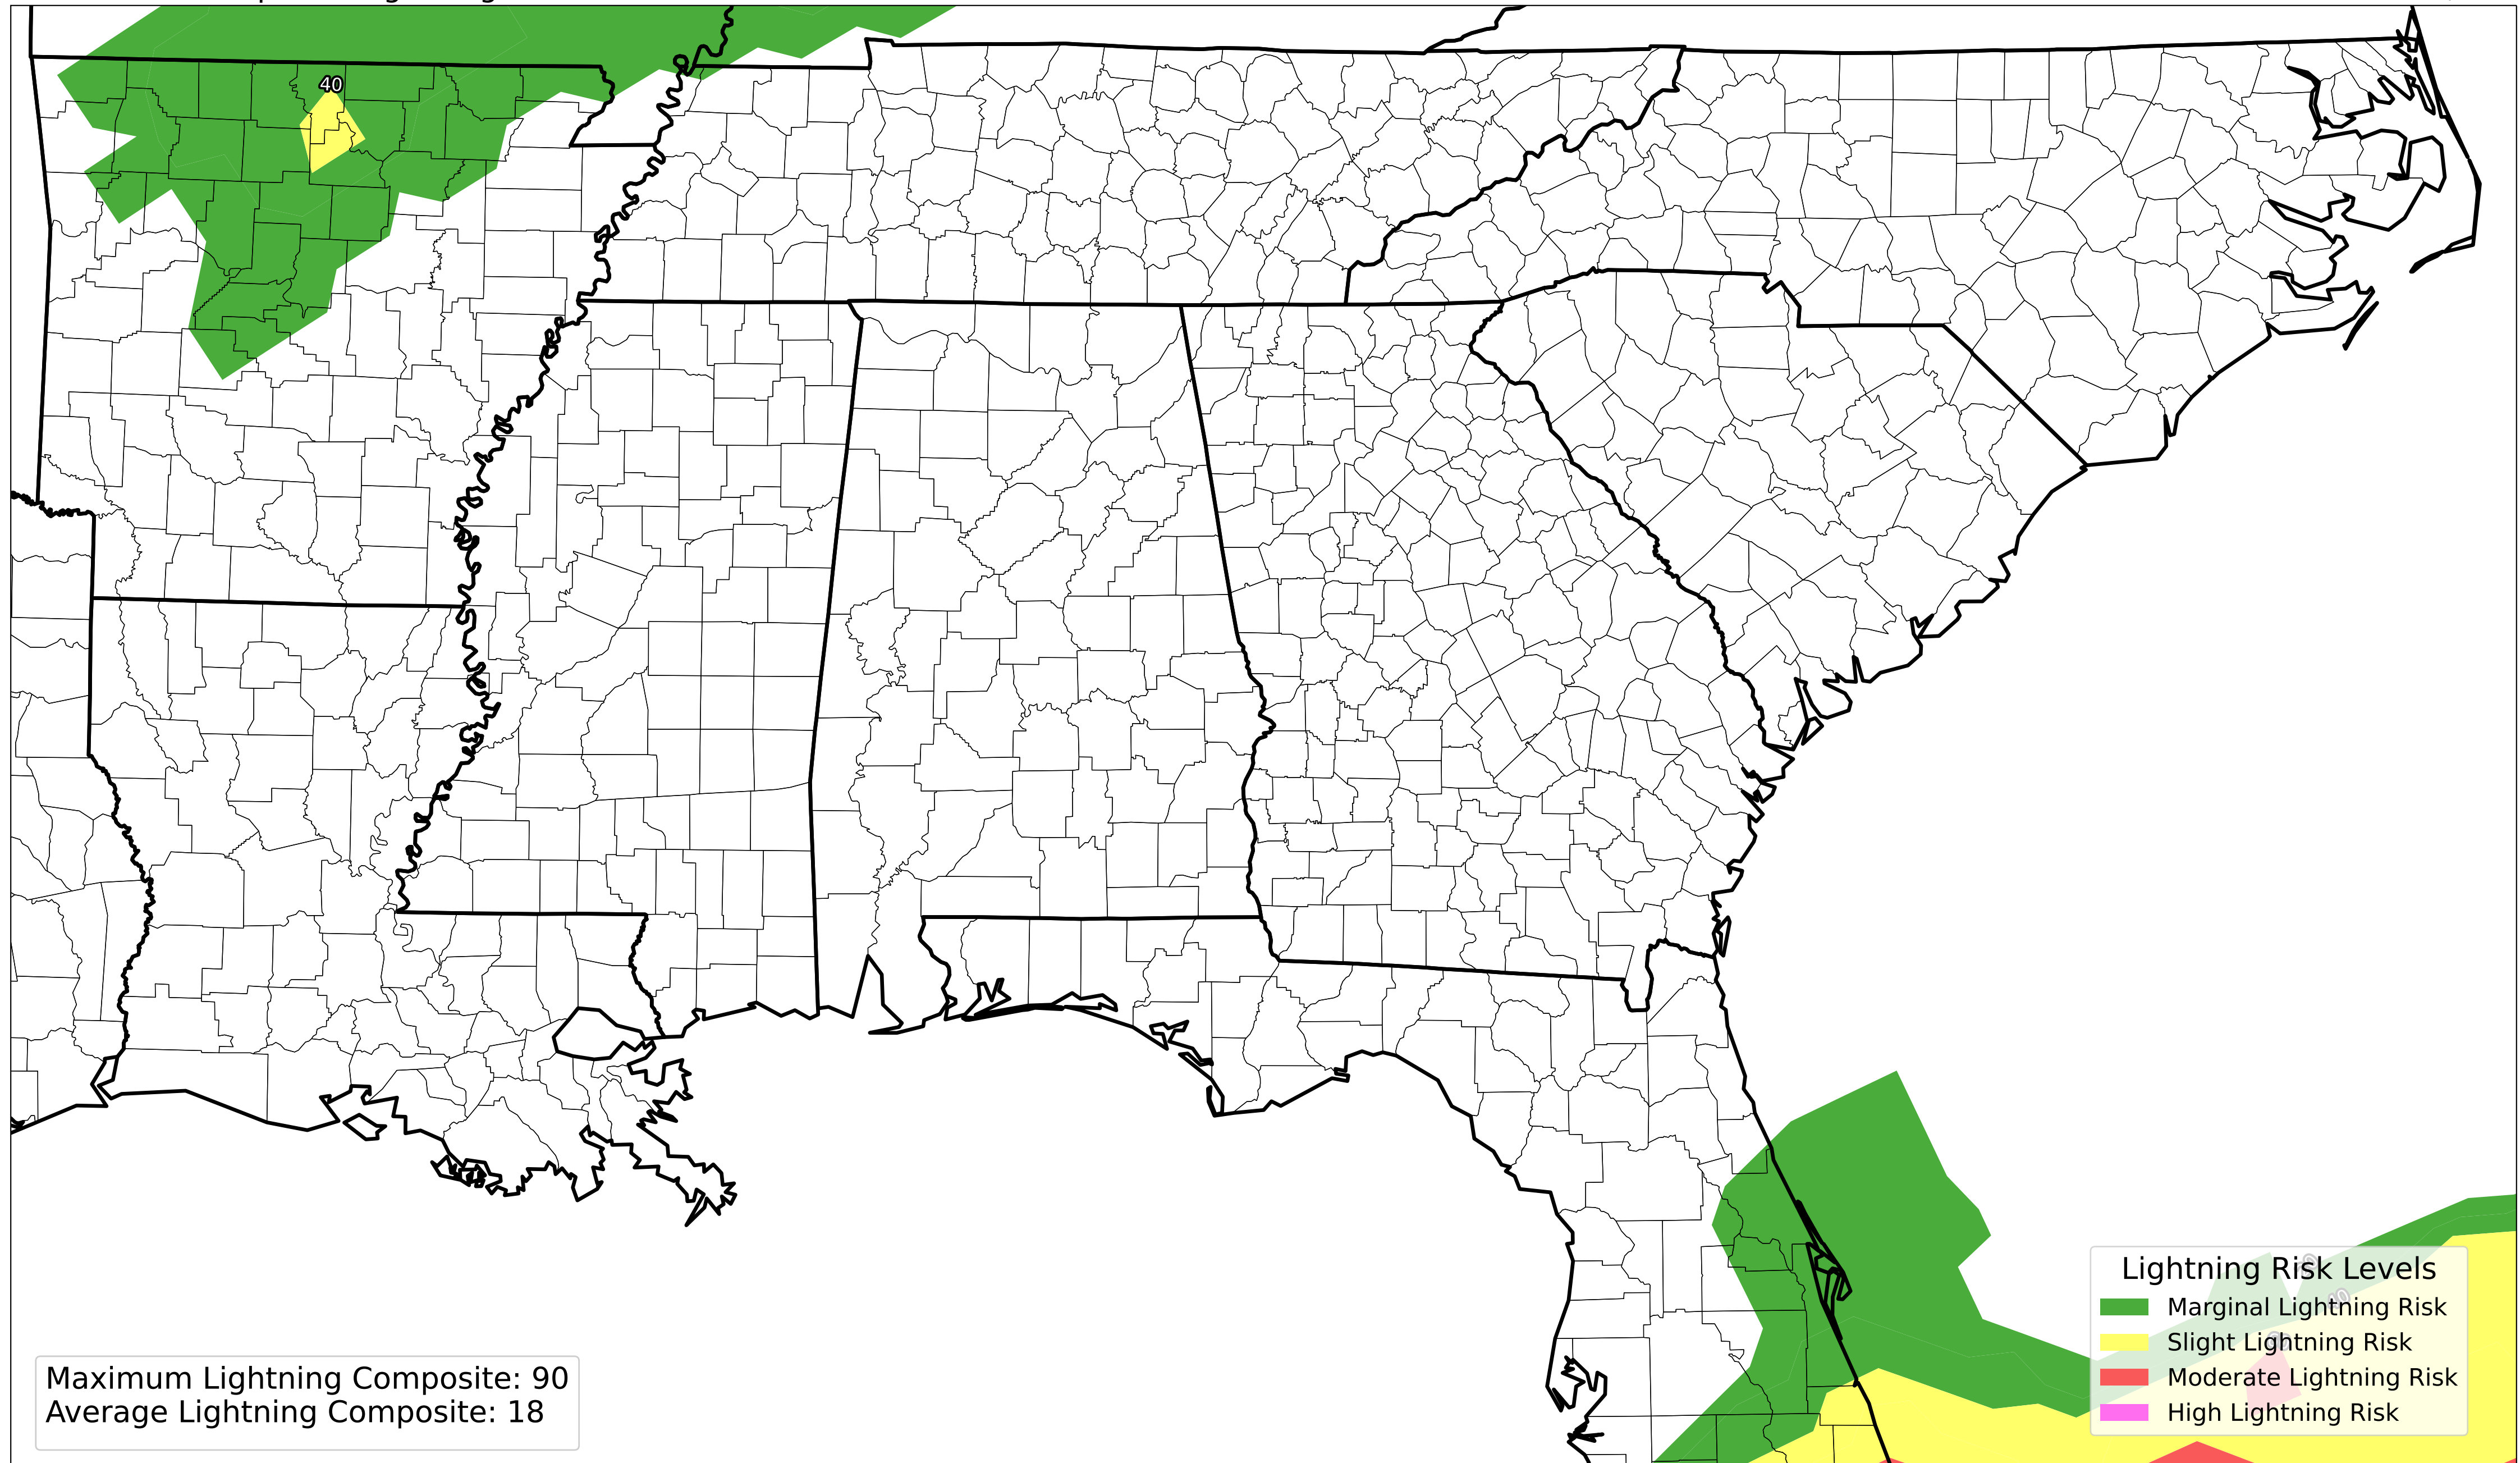 40
Lightning Risk Levels
40
Marginal Lightning Risk
Slight Lightning Risk
Moderate Lightning Risk
High Lightning Risk
Maximum Lightning Composite: 90
Average Lightning Composite: 18